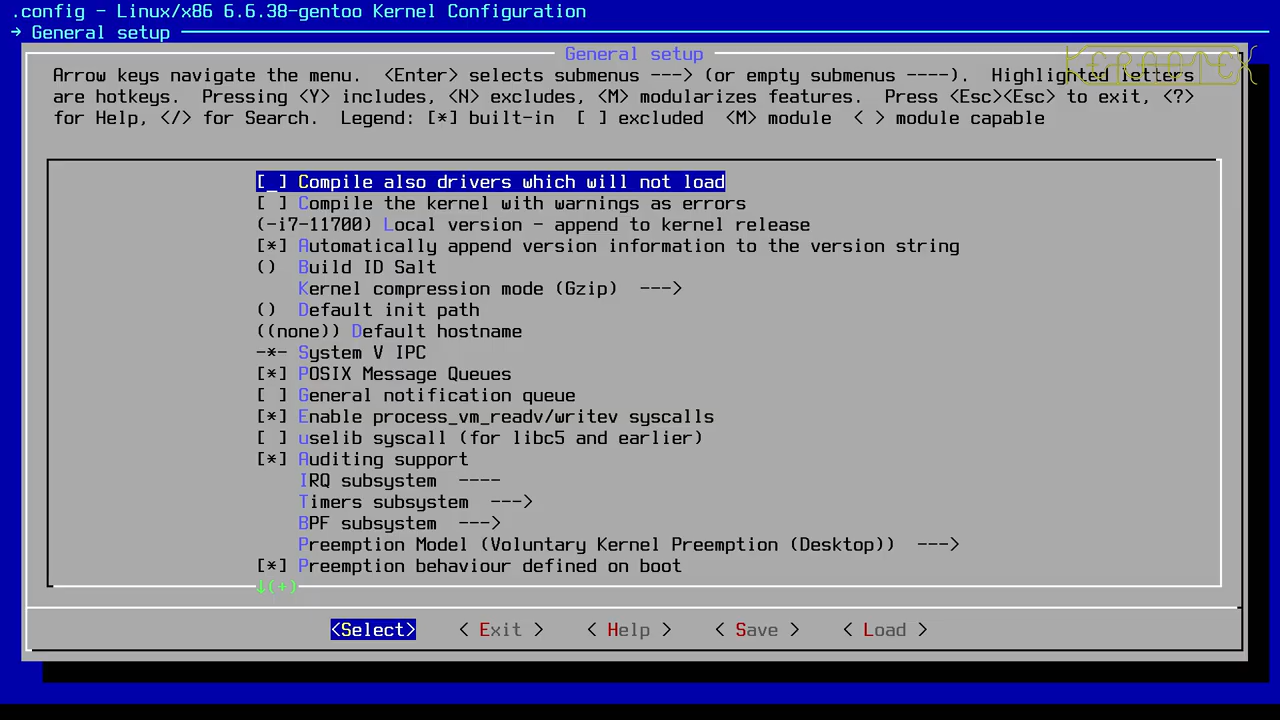 .config - Linux/x86 6.6.38-gentoo Kernel Configuration
→ General setup
General setup
KERAOTEX
Arrow keys navigate the menu.  <Enter> selects submenus ---> (or empty submenus ----).  Highlighted letters
are hotkeys.  Pressing <Y> includes, <N> excludes, <M> modularizes features.  Press <Esc><Esc> to exit, <?>
for Help, </> for Search.  Legend: [*] built-in  [ ] excluded  <M> module  < > module capable
[_] Compile also drivers which will not load
[ ] Compile the kernel with warnings as errors
(-i7-11700) Local version - append to kernel release
[*] Automatically append version information to the version string
()  Build ID Salt
Kernel compression mode (Gzip)  --->
()  Default init path
((none)) Default hostname
-*- System V IPC
[*] POSIX Message Queues
[ ] General notification queue
[*] Enable process_vm_readv/writev syscalls
[ ] uselib syscall (for libc5 and earlier)
[*] Auditing support
IRQ subsystem  ----
Timers subsystem  --->
BPF subsystem  --->
Preemption Model (Voluntary Kernel Preemption (Desktop))  --->
[*] Preemption behaviour defined on boot
↓(+)
<Select>    < Exit >    < Help >    < Save >    < Load >